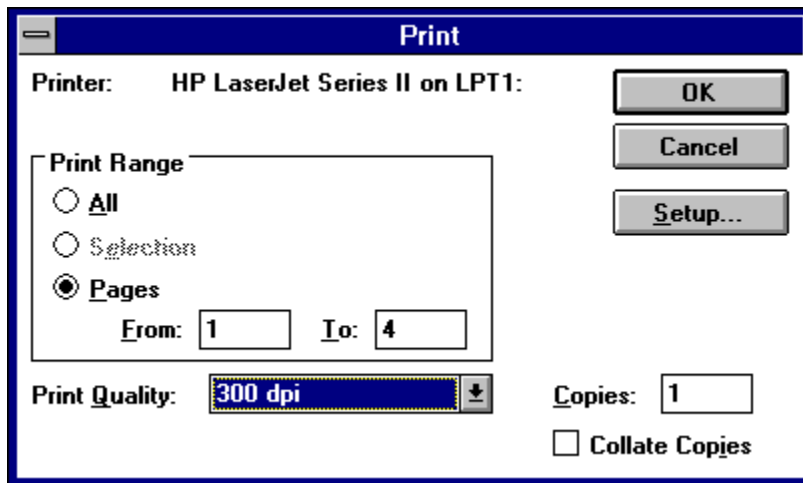 Print
Printer: HP LaserJet Series II on LPT1:
OK
Cancel
Setup...
Print Range
All
Selection
Pages
From: 1 To: 4
Print Quality: 300 dpi
Copies: 1
Collate Copies